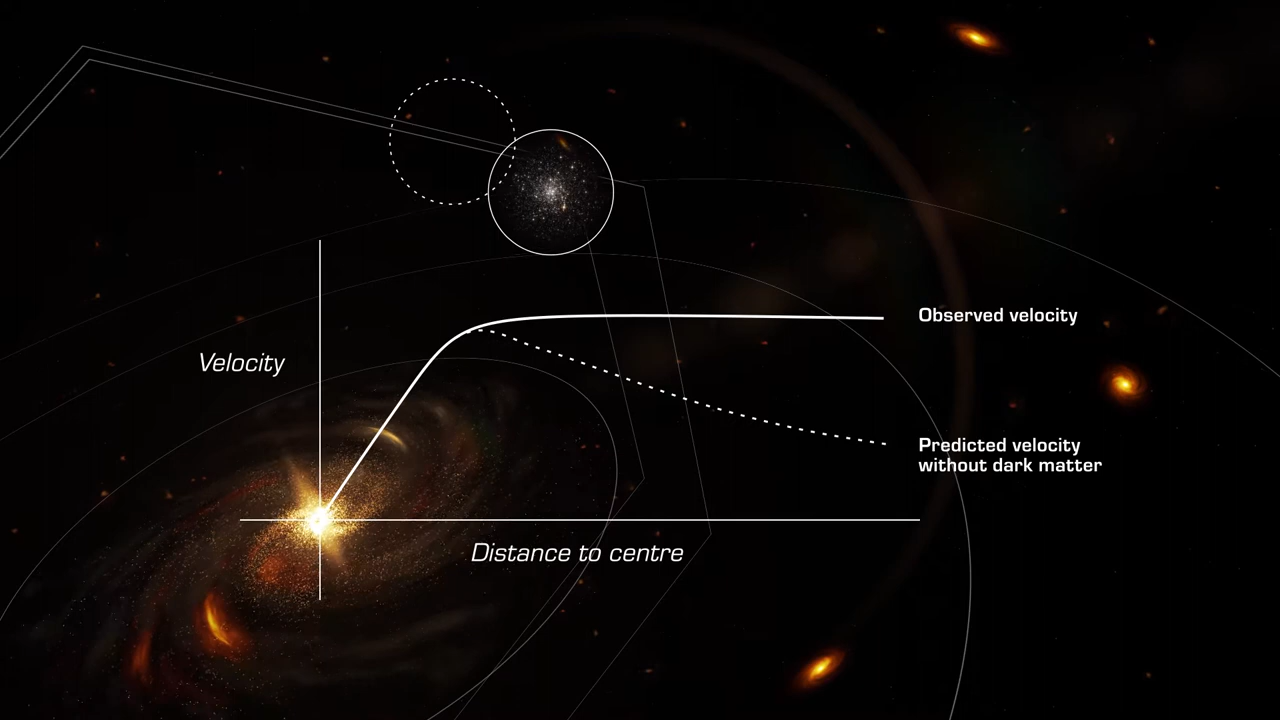 Observed velocity
Velocity
Predicted velocity
without dark matter
Distance to centre